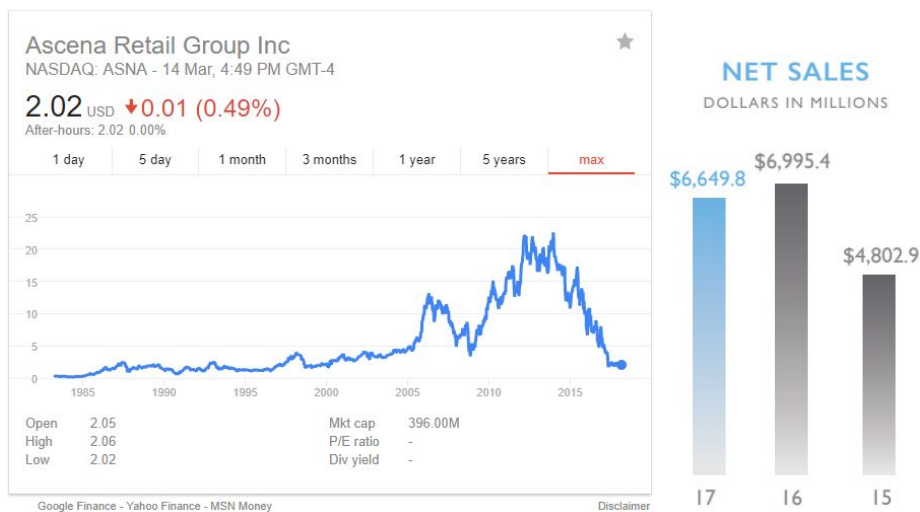 Ascena Retail Group Inc
NASDAQ: ASNA - 14 Mar, 4:49 PM GMT-4
2.02 USD 0.01 (0.49%)
After-hours: 2.02 0.00%
1 day 5 day 1 month 3 months 1 year 5 years max
25
20
15
10
5
0
1985 1990 1995 2000 2005 2010 2015
Open 2.05 Mkt cap 396.00M
High 2.06 P/E ratio -
Low 2.02 Div yield -
Google Finance - Yahoo Finance - MSN Money Disclaimer
NET SALES
DOLLARS IN MILLIONS
$6,649.8 $6,995.4 $4,802.9
17 16 15